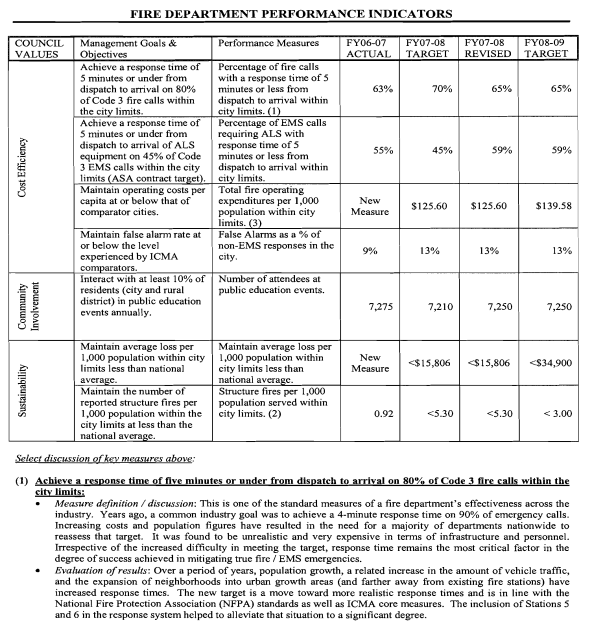 FIRE DEPARTMENT PERFORMANCE INDICATORS
COUNCIL VALUES
Management Goals & Objectives
Performance Measures
FY06-07 ACTUAL
FY07-08 TARGET
FY07-08 REVISED
FY08-09 TARGET
Cost Efficiency
Achieve a response time of
5 minutes or under from
dispatch to arrival on 80%
of Code 3 fire calls within
the city limits.
Percentage of fire calls
with a response time of 5
minutes or less from
dispatch to arrival within
city limits. (1)
63%
70%
65%
65%
Achieve a response time of
5 minutes or under from
dispatch to arrival of ALS
equipment on 45% of Code
3 EMS calls within the city
limits (ASA contract target).
Percentage of EMS calls
requiring ALS with
response time of 5
minutes or less from
dispatch to arrival within
city limits.
55%
45%
59%
59%
Maintain operating costs per
capita at or below that of
comparator cities.
Total fire operating
expenditures per 1,000
population within city
limits. (3)
New
Measure
$125.60
$125.60
$139.58
Maintain false alarm rate at
or below the level
experienced by ICMA
comparators.
False Alarms as a % of
non-EMS responses in the
city.
9%
13%
13%
13%
Community
Involvement
Interact with at least 10% of
residents (city and rural
district) in public education
events annually.
Number of attendees at
public education events.
7,275
7,210
7,250
7,250
Sustainability
Maintain average loss per
1,000 population within city
limits less than national
average.
Maintain average loss per
1,000 population within
city limits less than
national average.
New
Measure
<$15,806
<$15,806
<$34,900
Maintain the number of
reported structure fires per
1,000 population within the
city limits at less than the
national average.
Structure fires per 1,000
population served within
city limits. (2)
0.92
<5.30
<5.30
< 3.00
Select discussion of key measures above:
(1) Achieve a response time of five minutes or under from dispatch to arrival on 80% of Code 3 fire calls within the
city limits:
• Measure definition / discussion: This is one of the standard measures of a fire department's effectiveness across the
industry. Years ago, a common industry goal was to achieve a 4-minute response time on 90% of emergency calls.
Increasing costs and population figures have resulted in the need for a majority of departments nationwide to
reassess that target. It was found to be unrealistic and very expensive in terms of infrastructure and personnel.
Irrespective of the increased difficulty in meeting the target, response time remains the most critical factor in the
degree of success achieved in mitigating true fire / EMS emergencies.
• Evaluation of results: Over a period of years, population growth, a related increase in the amount of vehicle traffic,
and the expansion of neighborhoods into urban growth areas (and farther away from existing fire stations) have
increased response times. The new target is a move toward more realistic response times and is in line with the
National Fire Protection Association (NFPA) standards as well as ICMA core measures. The inclusion of Stations 5
and 6 in the response system helped to alleviate that situation to a significant degree.